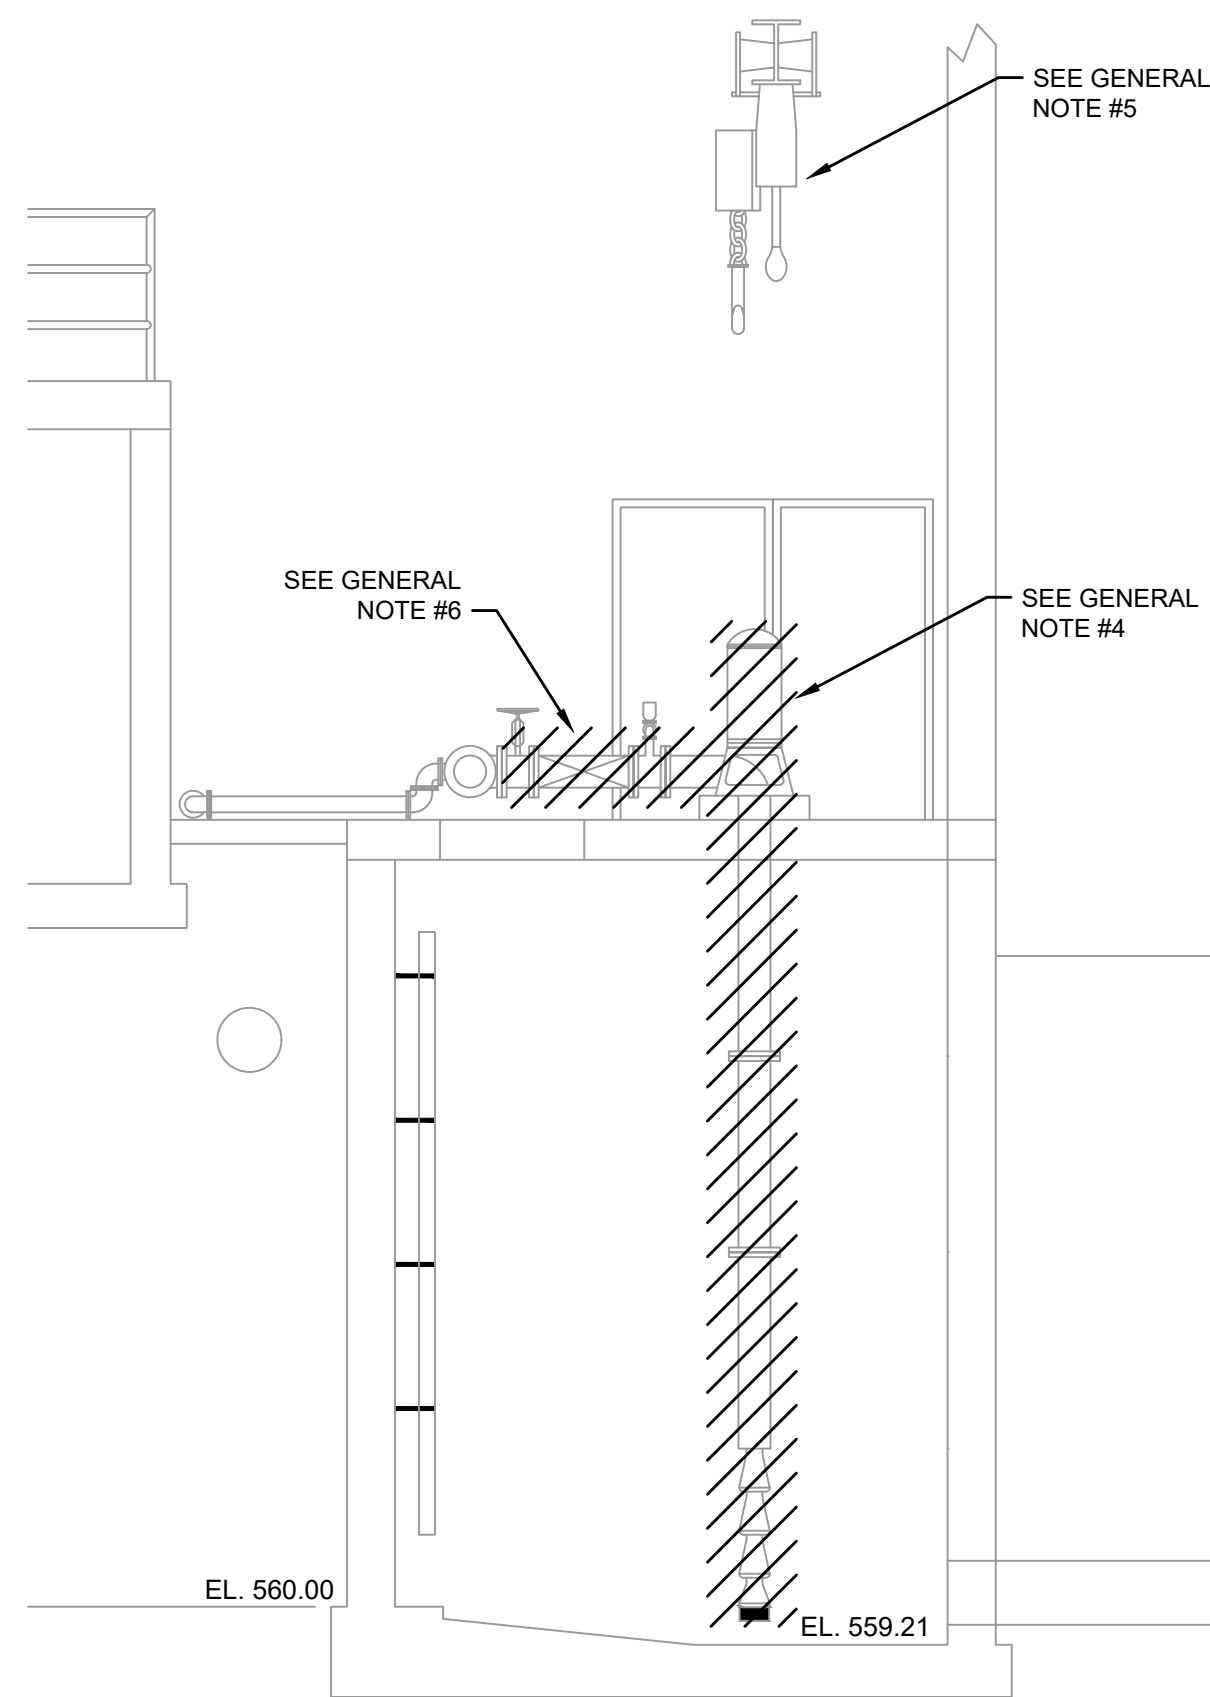 SEE GENERAL
NOTE #5
SEE GENERAL
NOTE #6
SEE GENERAL
NOTE #4
EL. 560.00
EL. 559.21